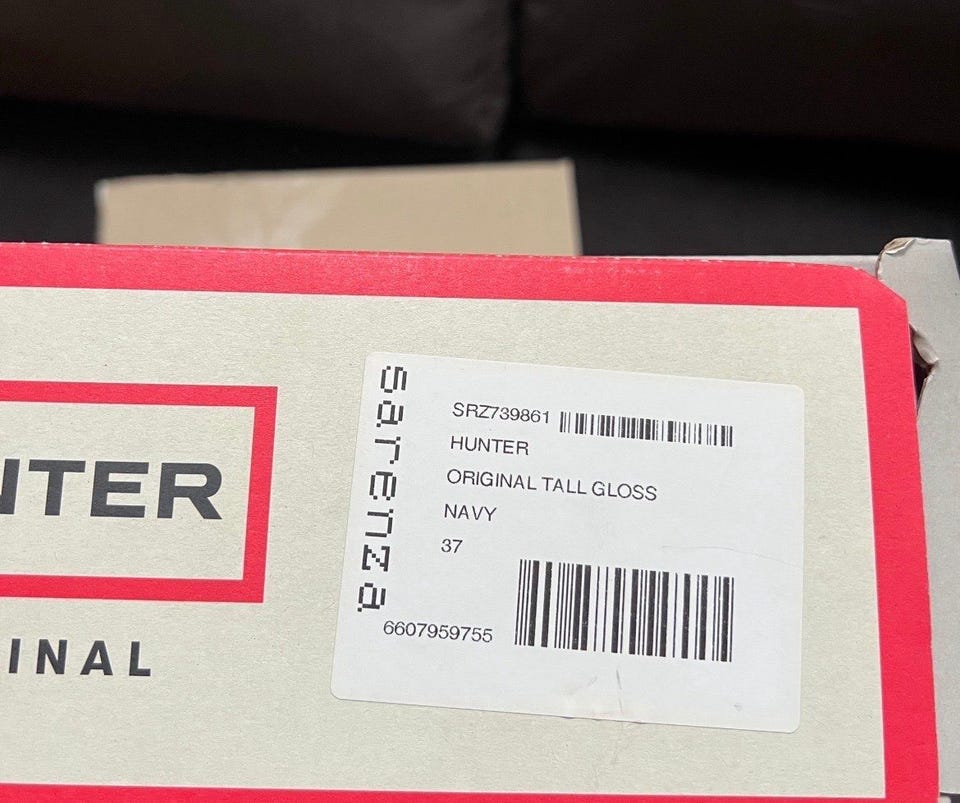 NTER
INAL
sarenza
SRZ739861
HUNTER
ORIGINAL TALL GLOSS
NAVY
37
6607959755